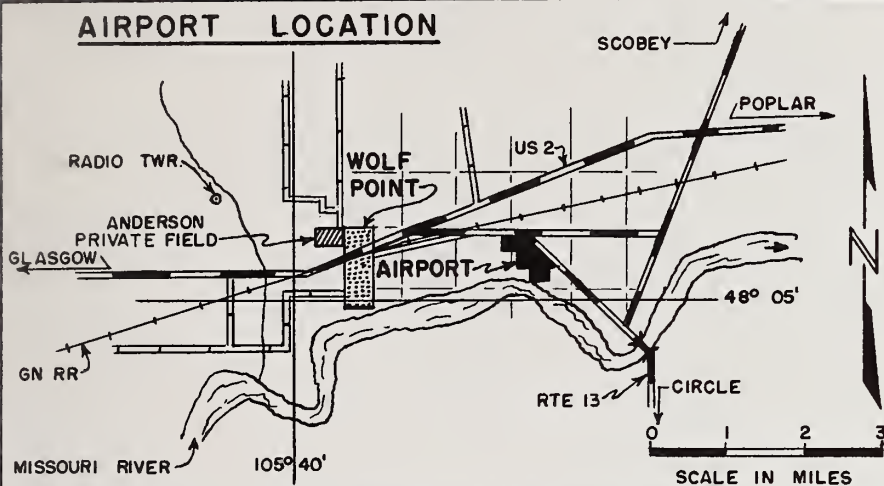 AIRPORT LOCATION
SCOBEY
POPLAR
US 2
RADIO TWR.
WOLF
POINT
ANDERSON
PRIVATE FIELD
GLASGOW
AIRPORT
N
48° 05'
GN RR
RTE 13
CIRCLE
MISSOURI RIVER
105° 40'
0 1 2 3
SCALE IN MILES